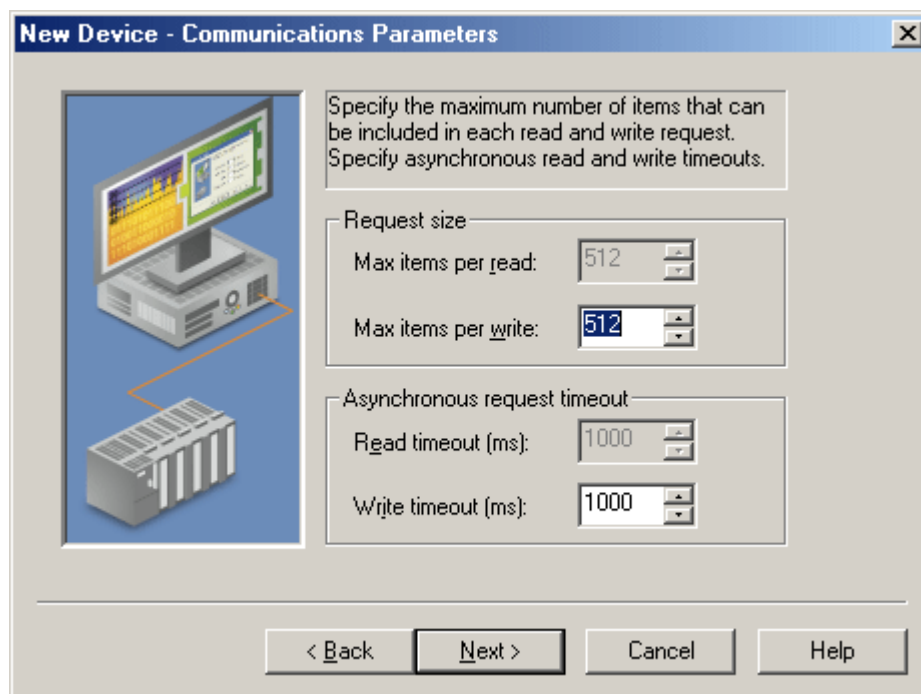 New Device - Communications Parameters
Specify the maximum number of items that can
be included in each read and write request.
Specify asynchronous read and write timeouts.
Request size
Max items per read: 512
Max items per write: 512
Asynchronous request timeout
Read timeout (ms): 1000
Write timeout (ms): 1000
< Back Next > Cancel Help